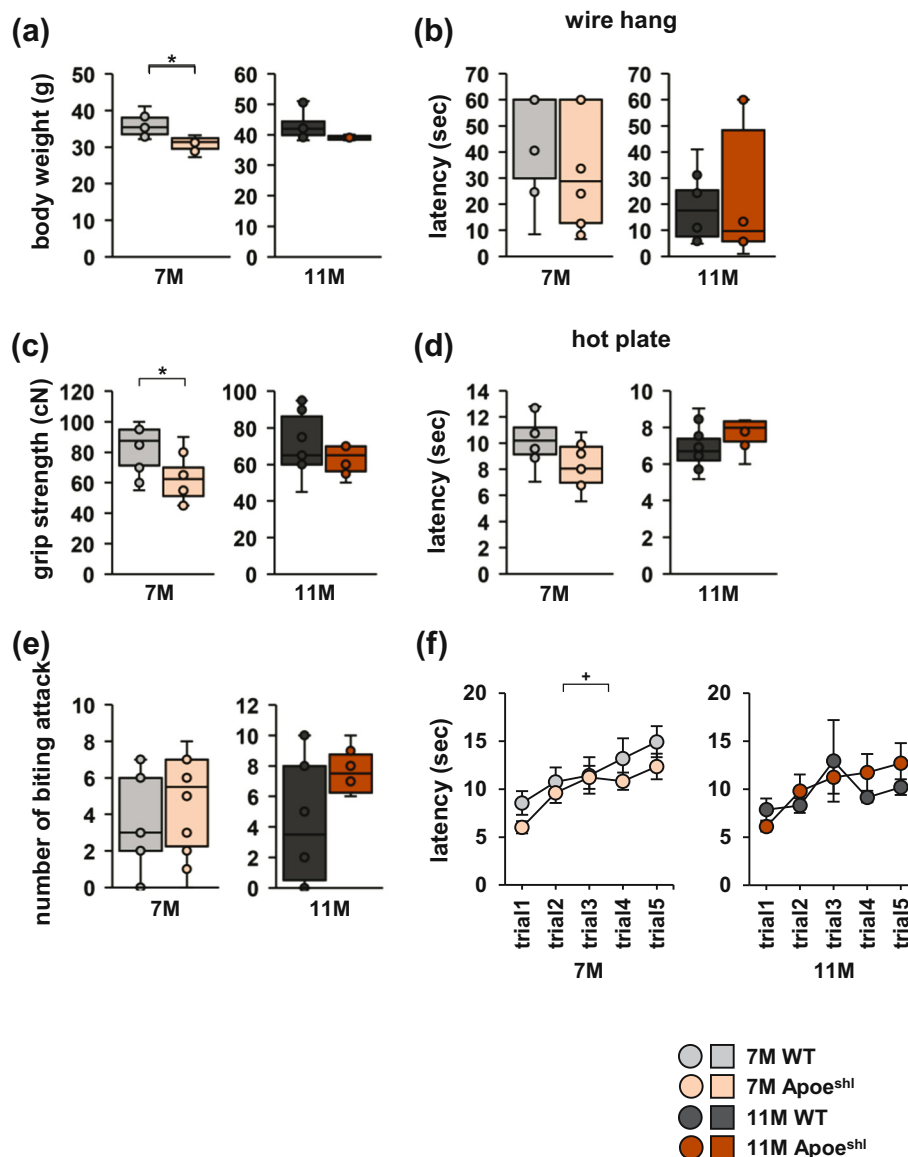 (a)
body weight (g)
*
50
40
30
20
10
0
7M
60
50
40
30
20
10
0
11M
(b)
wire hang
latency (sec)
70
60
50
40
30
20
10
0
7M
70
60
50
40
30
20
10
0
11M
(c)
grip strength (cN)
*
120
100
80
60
40
20
0
7M
100
80
60
40
20
0
11M
(d)
hot plate
latency (sec)
14
12
10
8
6
4
2
0
7M
10
8
6
4
2
0
11M
(e)
number of biting attack
10
8
6
4
2
0
7M
12
10
8
6
4
2
0
11M
(f)
latency (sec)
+
20
15
10
5
0
trial1
trial2
trial3
trial4
trial5
7M
20
15
10
5
0
trial1
trial2
trial3
trial4
trial5
11M
7M WT
7M Apoeshl
11M WT
11M Apoeshl